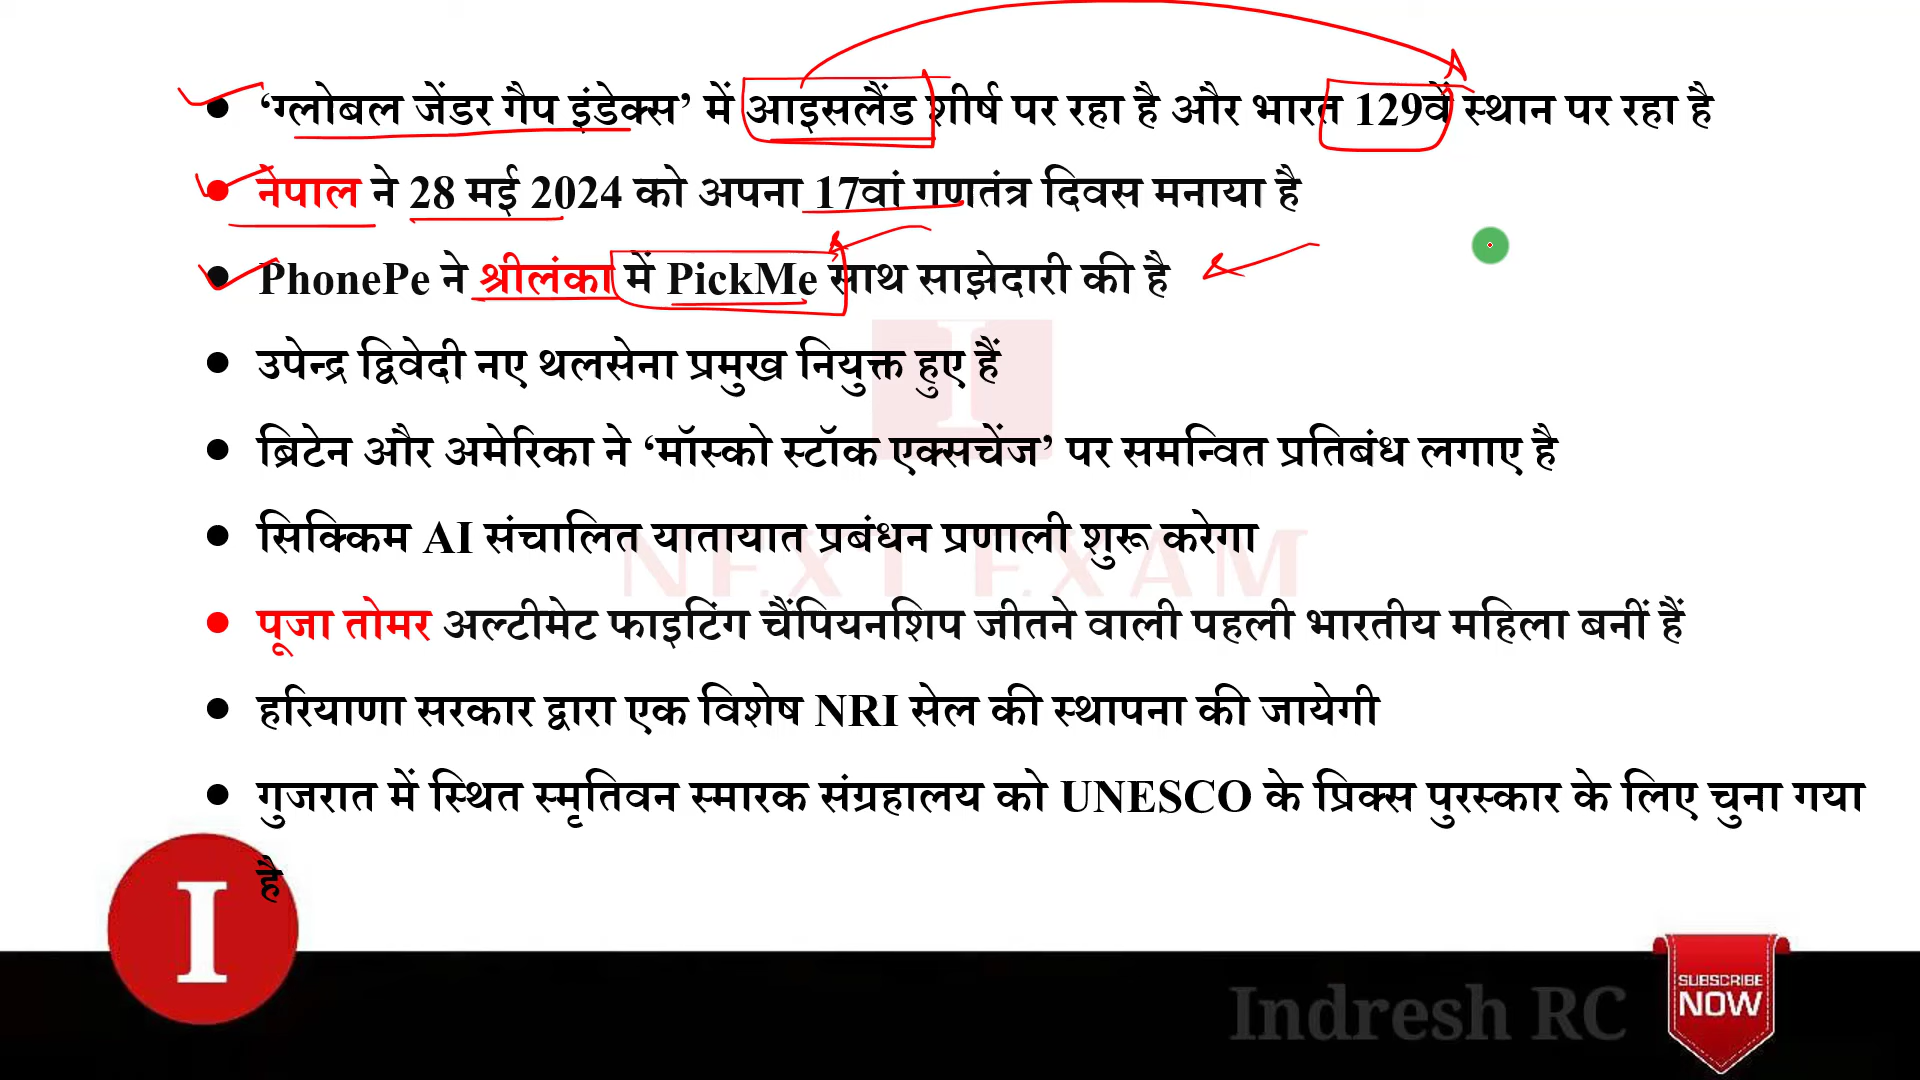 • ‘ग्लोबल जेंडर गैप इंडेक्स’ में आइसलैंड शीर्ष पर रहा है और भारत 129वें स्थान पर रहा है
• नेपाल ने 28 मई 2024 को अपना 17वां गणतंत्र दिवस मनाया है
• PhonePe ने श्रीलंका में PickMe साथ साझेदारी की है
• उपेन्द्र द्विवेदी नए थलसेना प्रमुख नियुक्त हुए हैं
• ब्रिटेन और अमेरिका ने ‘मॉस्को स्टॉक एक्सचेंज’ पर समन्वित प्रतिबंध लगाए है
• सिक्किम AI संचालित यातायात प्रबंधन प्रणाली शुरू करेगा
NEXT EXAM
• पूजा तोमर अल्टीमेट फाइटिंग चैंपियनशिप जीतने वाली पहली भारतीय महिला बनीं हैं
• हरियाणा सरकार द्वारा एक विशेष NRI सेल की स्थापना की जायेगी
• गुजरात में स्थित स्मृतिवन स्मारक संग्रहालय को UNESCO के प्रिक्स पुरस्कार के लिए चुना गया
है
I
Indresh RC
SUBSCRIBE
NOW